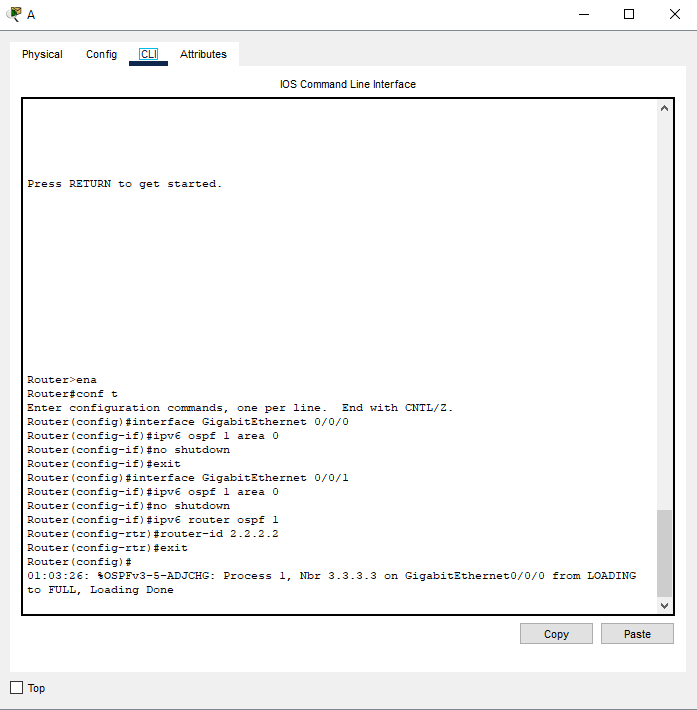 A
Physical Config CLI Attributes
IOS Command Line Interface
Press RETURN to get started.
Router>ena
Router#conf t
Enter configuration commands, one per line.  End with CNTL/Z.
Router(config)#interface GigabitEthernet 0/0/0
Router(config-if)#ipv6 ospf 1 area 0
Router(config-if)#no shutdown
Router(config-if)#exit
Router(config)#interface GigabitEthernet 0/0/1
Router(config-if)#ipv6 ospf 1 area 0
Router(config-if)#no shutdown
Router(config-if)#ipv6 router ospf 1
Router(config-rtr)#router-id 2.2.2.2
Router(config-rtr)#exit
Router(config)#
01:03:26: %OSPFv3-5-ADJCHG: Process 1, Nbr 3.3.3.3 on GigabitEthernet0/0/0 from LOADING
to FULL, Loading Done
Copy Paste
Top